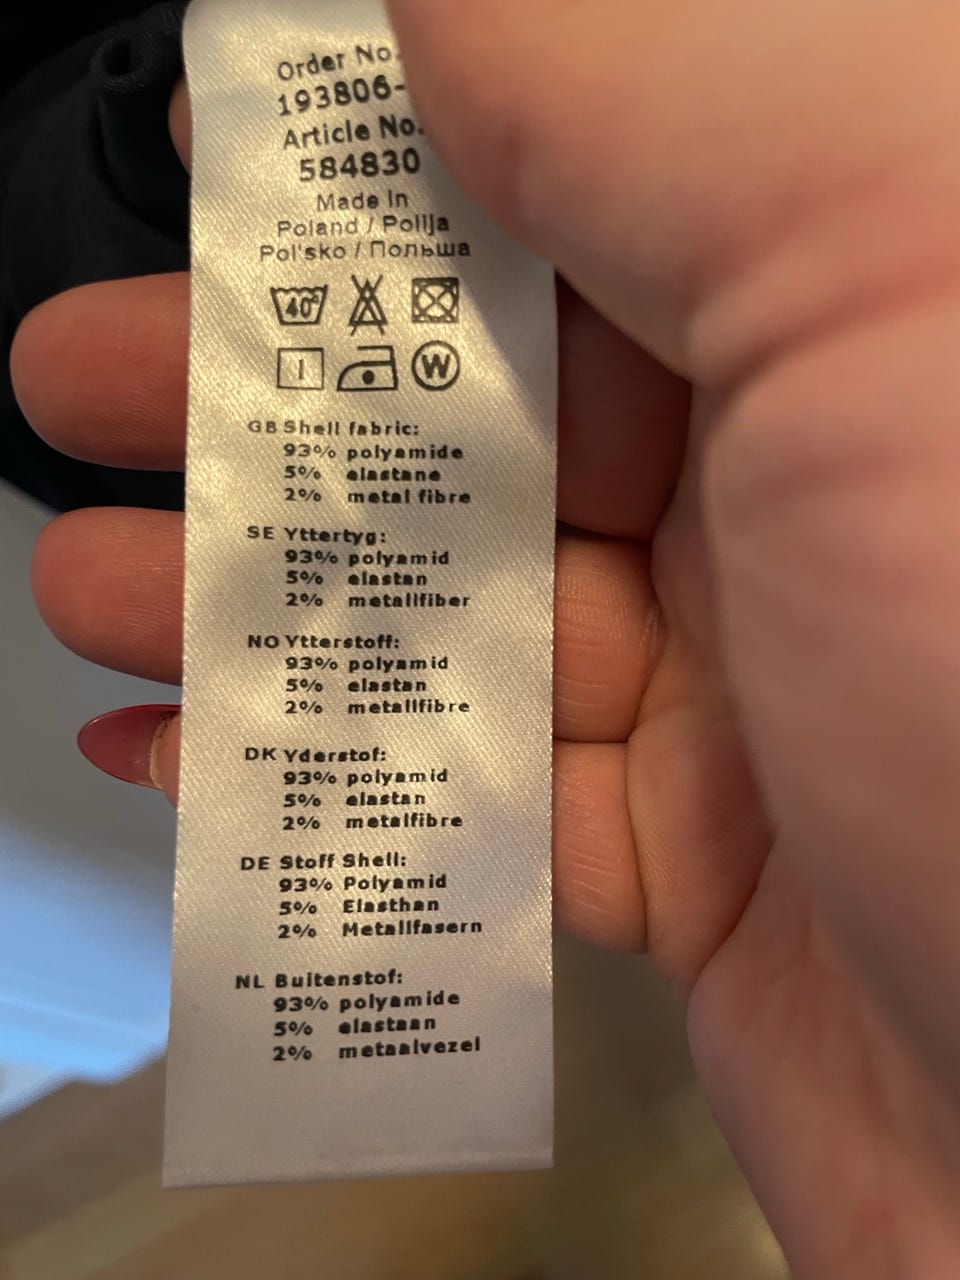 Order No.
193806-
Article No.
584830
Made In
Poland / Polija
Pol'sko / Польша
40°
W
GB Shell fabric:
93% polyamide
5% elastane
2% metal fibre
SE Yttertyg:
93% polyamid
5% elastan
2% metallfiber
NO Ytterstoff:
93% polyamid
5% elastan
2% metallfibre
DK Yderstof:
93% polyamid
5% elastan
2% metalfibre
DE Stoff Shell:
93% Polyamid
5% Elasthan
2% Metallfasern
NL Buitenstof:
93% polyamide
5% elastaan
2% metaalvezel